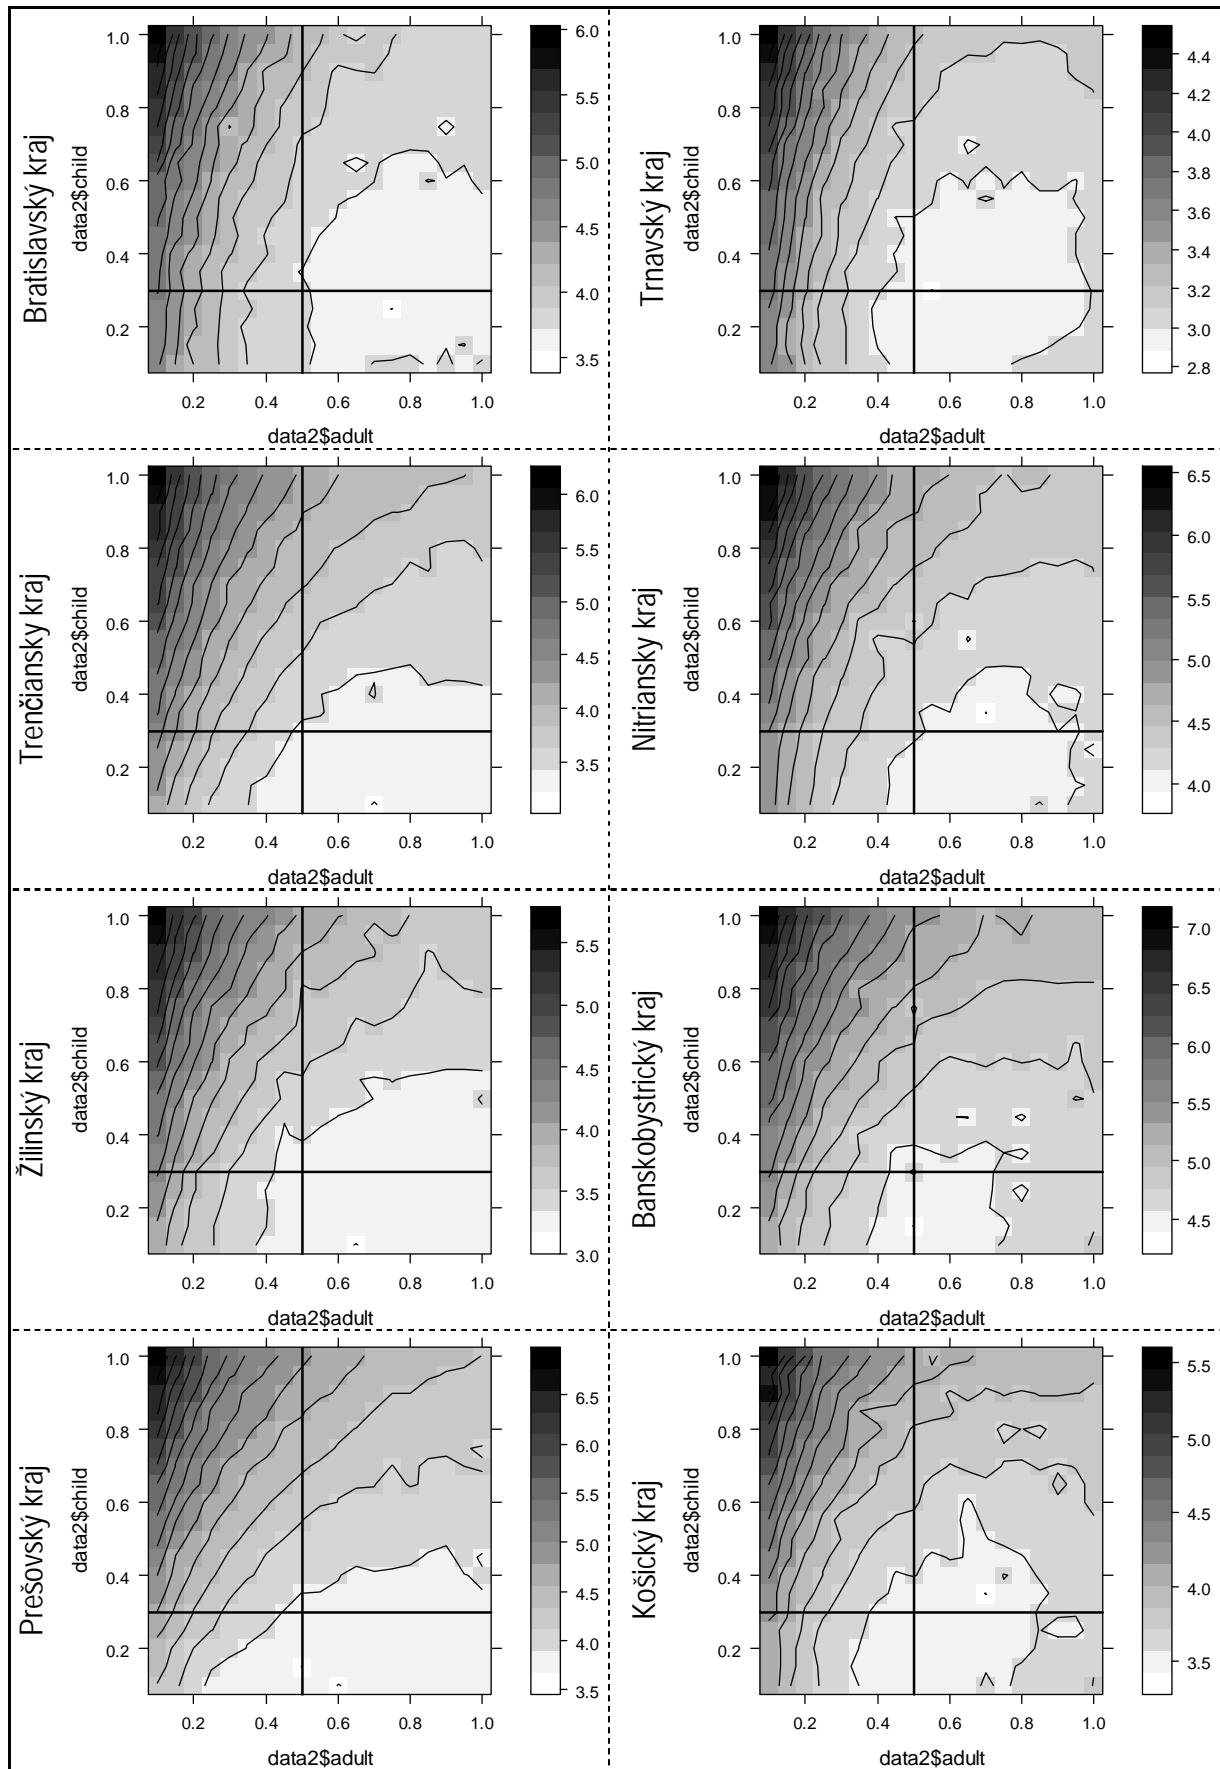 Bratislavský kraj
data2$child
1.0
0.8
0.6
0.4
0.2
0.2 0.4 0.6 0.8 1.0
data2$adult
6.0
5.5
5.0
4.5
4.0
3.5
Trnavský kraj
data2$child
1.0
0.8
0.6
0.4
0.2
0.2 0.4 0.6 0.8 1.0
data2$adult
4.4
4.2
4.0
3.8
3.6
3.4
3.2
3.0
2.8
Trenčiansky kraj
data2$child
1.0
0.8
0.6
0.4
0.2
0.2 0.4 0.6 0.8 1.0
data2$adult
6.0
5.5
5.0
4.5
4.0
3.5
Nitriansky kraj
data2$child
1.0
0.8
0.6
0.4
0.2
0.2 0.4 0.6 0.8 1.0
data2$adult
6.5
6.0
5.5
5.0
4.5
4.0
Žilinský kraj
data2$child
1.0
0.8
0.6
0.4
0.2
0.2 0.4 0.6 0.8 1.0
data2$adult
5.5
5.0
4.5
4.0
3.5
3.0
Banskobystrický kraj
data2$child
1.0
0.8
0.6
0.4
0.2
0.2 0.4 0.6 0.8 1.0
data2$adult
7.0
6.5
6.0
5.5
5.0
4.5
Prešovský kraj
data2$child
1.0
0.8
0.6
0.4
0.2
0.2 0.4 0.6 0.8 1.0
data2$adult
6.5
6.0
5.5
5.0
4.5
4.0
3.5
Košický kraj
data2$child
1.0
0.8
0.6
0.4
0.2
0.2 0.4 0.6 0.8 1.0
data2$adult
5.5
5.0
4.5
4.0
3.5